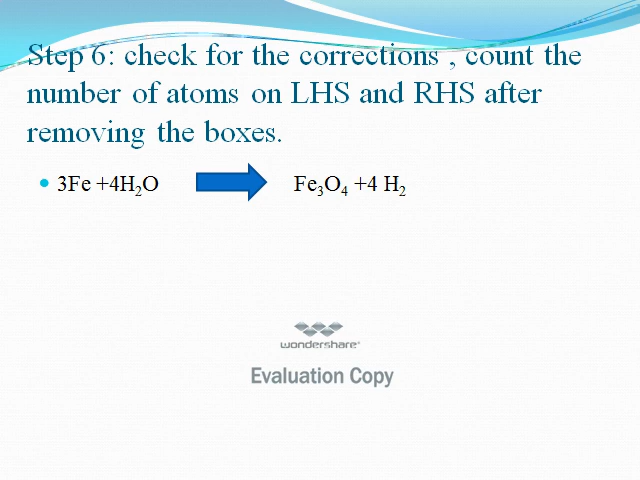 Step 6: check for the corrections , count the
number of atoms on LHS and RHS after
removing the boxes.
3Fe +4H₂O Fe₃O₄ +4 H₂
wondershare
Evaluation Copy